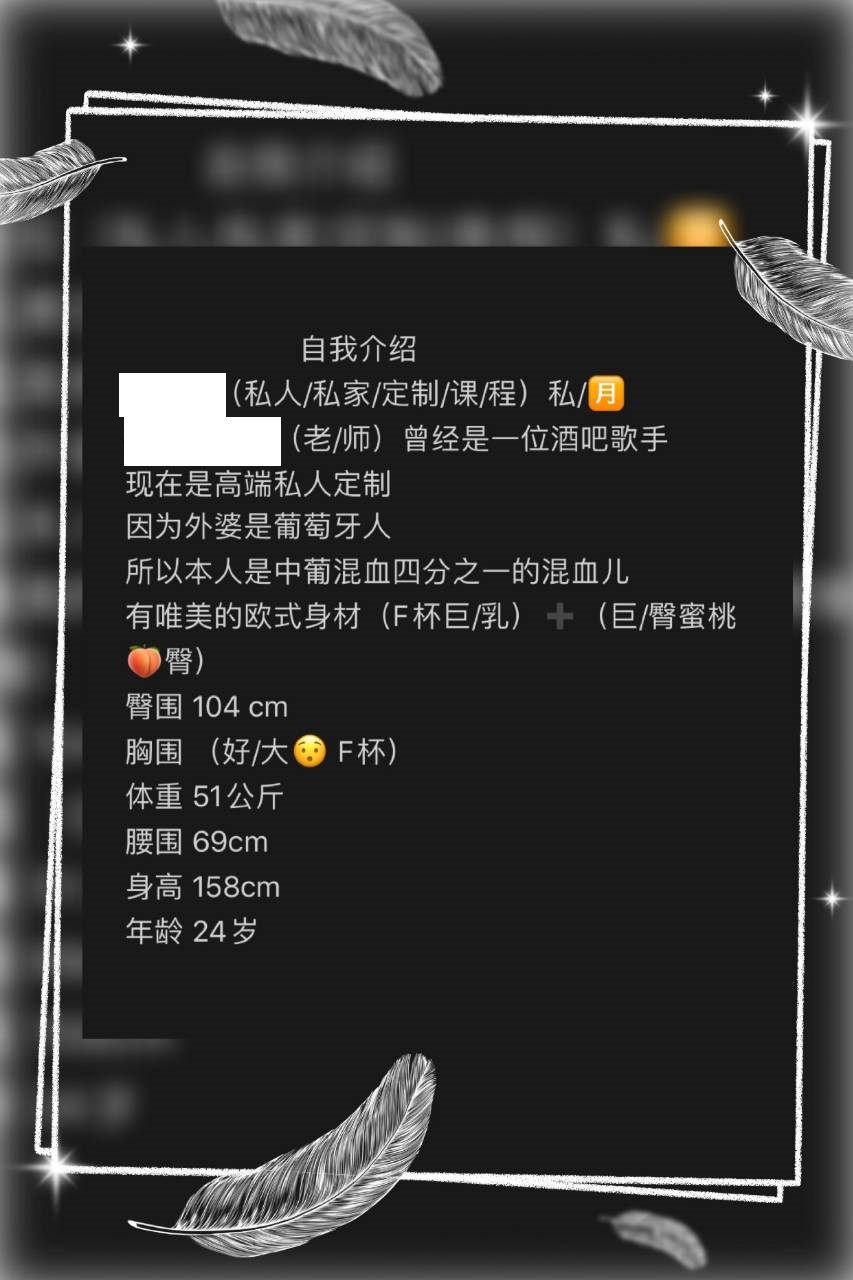 自我介绍
（私人/私家/定制/课/程）私/🈷️
（老/师）曾经是一位酒吧歌手
现在是高端私人定制
因为外婆是葡萄牙人
所以本人是中葡混血四分之一的混血儿
有唯美的欧式身材（F杯巨/乳）➕（巨/臀蜜桃
🍑臀)
臀围 104 cm
胸围 （好/大😯 F杯）
体重 51公斤
腰围 69cm
身高 158cm
年龄 24岁